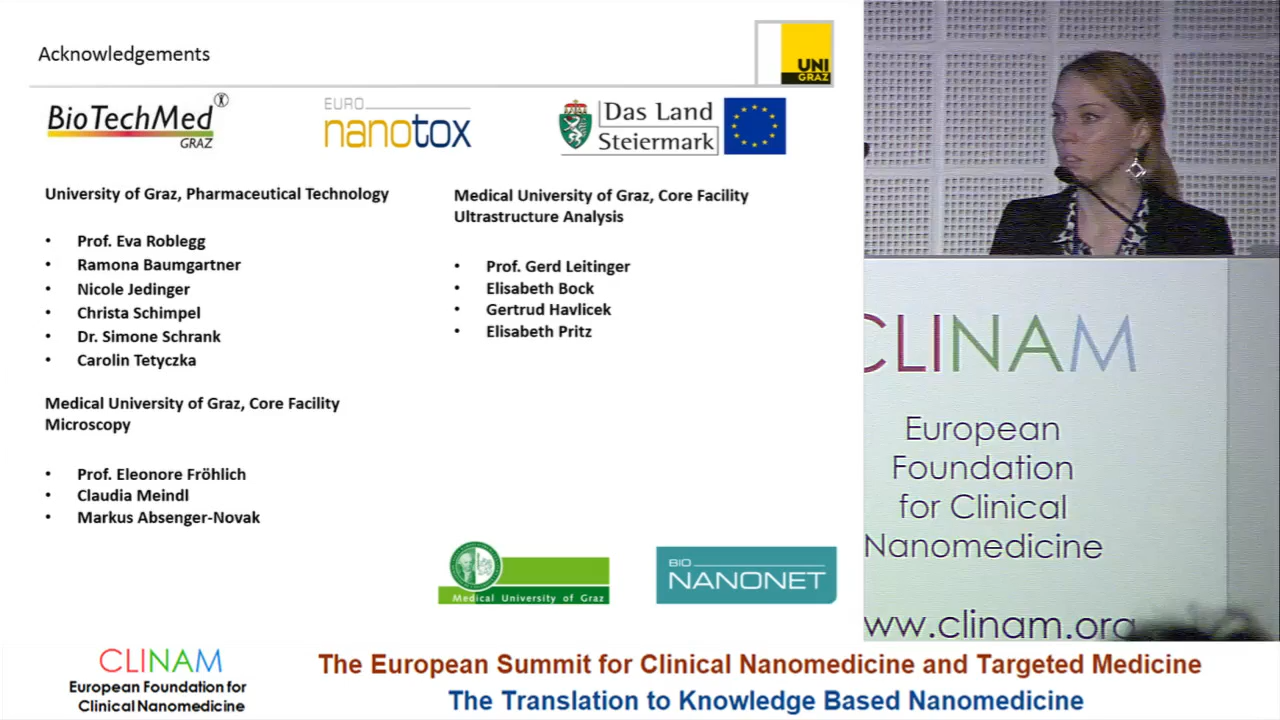 Acknowledgements
UNI
GRAZ
BioTechMed
GRAZ
EURO
nanotox
Das Land
Steiermark
University of Graz, Pharmaceutical Technology
• Prof. Eva Roblegg
• Ramona Baumgartner
• Nicole Jedinger
• Christa Schimpel
• Dr. Simone Schrank
• Carolin Tetyczka
Medical University of Graz, Core Facility
Microscopy
• Prof. Eleonore Fröhlich
• Claudia Meindl
• Markus Absenger-Novak
Medical University of Graz, Core Facility
Ultrastructure Analysis
• Prof. Gerd Leitinger
• Elisabeth Bock
• Gertrud Havlicek
• Elisabeth Pritz
Medical University of Graz
BIO
NANONET
CLINAM
European
Foundation
for Clinical
Nanomedicine
www.clinam.org
CLINAM
European Foundation for
Clinical Nanomedicine
The European Summit for Clinical Nanomedicine and Targeted Medicine
The Translation to Knowledge Based Nanomedicine